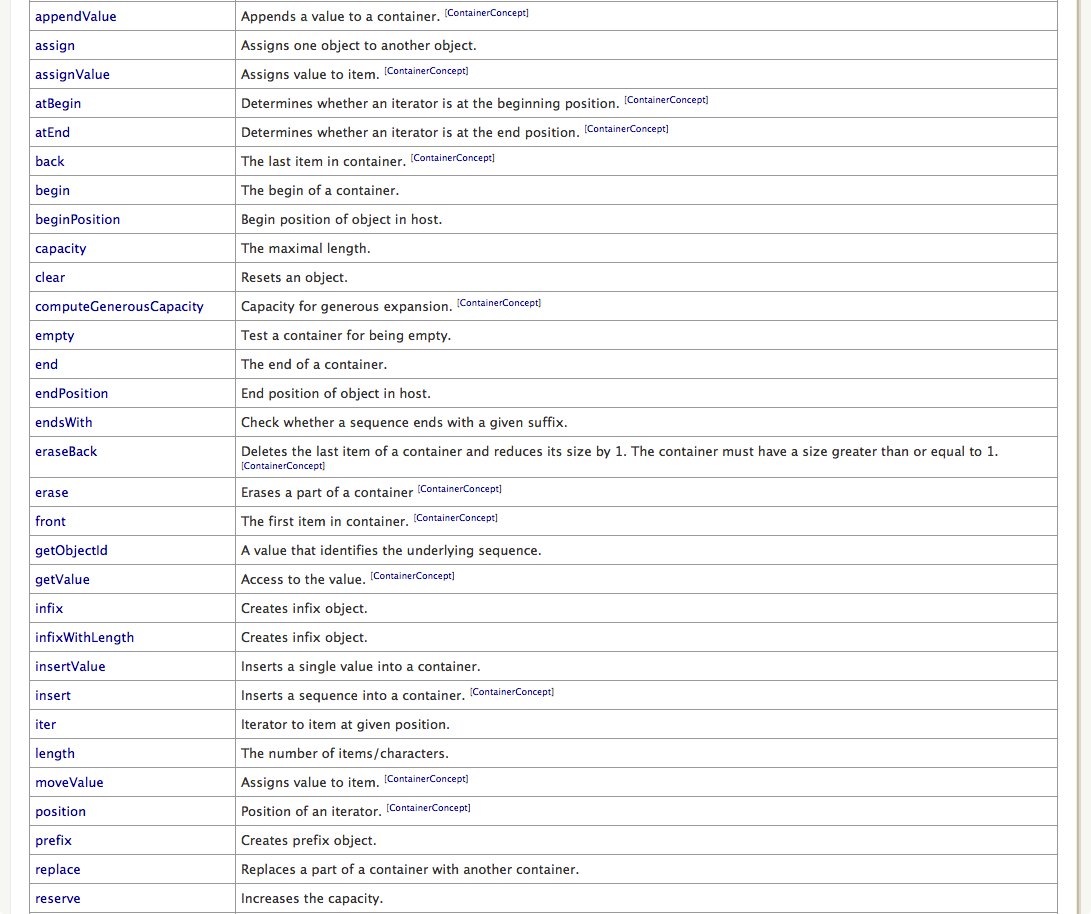 appendValue Appends a value to a container. [ContainerConcept]
assign Assigns one object to another object.
assignValue Assigns value to item. [ContainerConcept]
atBegin Determines whether an iterator is at the beginning position. [ContainerConcept]
atEnd Determines whether an iterator is at the end position. [ContainerConcept]
back The last item in container. [ContainerConcept]
begin The begin of a container.
beginPosition Begin position of object in host.
capacity The maximal length.
clear Resets an object.
computeGenerousCapacity Capacity for generous expansion. [ContainerConcept]
empty Test a container for being empty.
end The end of a container.
endPosition End position of object in host.
endsWith Check whether a sequence ends with a given suffix.
eraseBack Deletes the last item of a container and reduces its size by 1. The container must have a size greater than or equal to 1.
[ContainerConcept]
erase Erases a part of a container [ContainerConcept]
front The first item in container. [ContainerConcept]
getObjectId A value that identifies the underlying sequence.
getValue Access to the value. [ContainerConcept]
infix Creates infix object.
infixWithLength Creates infix object.
insertValue Inserts a single value into a container.
insert Inserts a sequence into a container. [ContainerConcept]
iter Iterator to item at given position.
length The number of items/characters.
moveValue Assigns value to item. [ContainerConcept]
position Position of an iterator. [ContainerConcept]
prefix Creates prefix object.
replace Replaces a part of a container with another container.
reserve Increases the capacity.